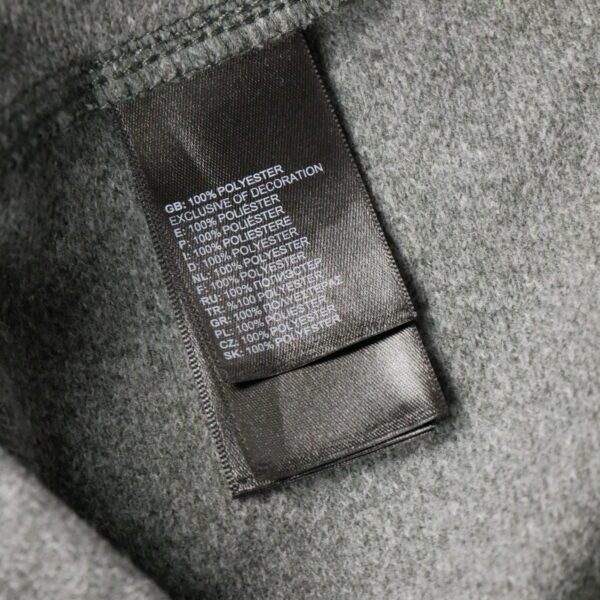 GB: 100% POLYESTER
EXCLUSIVE OF DECORATION
E: 100% POLIÉSTER
P: 100% POLIÉSTER
I: 100% POLIESTERE
D: 100% POLYESTER
NL: 100% POLYESTER
F: 100% POLYESTER
RU: 100% ПОЛИЭСТЕР
TR: %100 POLYESTER
GR: 100% ΠΟΛΥΕΣΤΕΡΑΣ
PL: 100% POLYESTER
CZ: 100% POLYESTER
SK: 100% POLYESTER